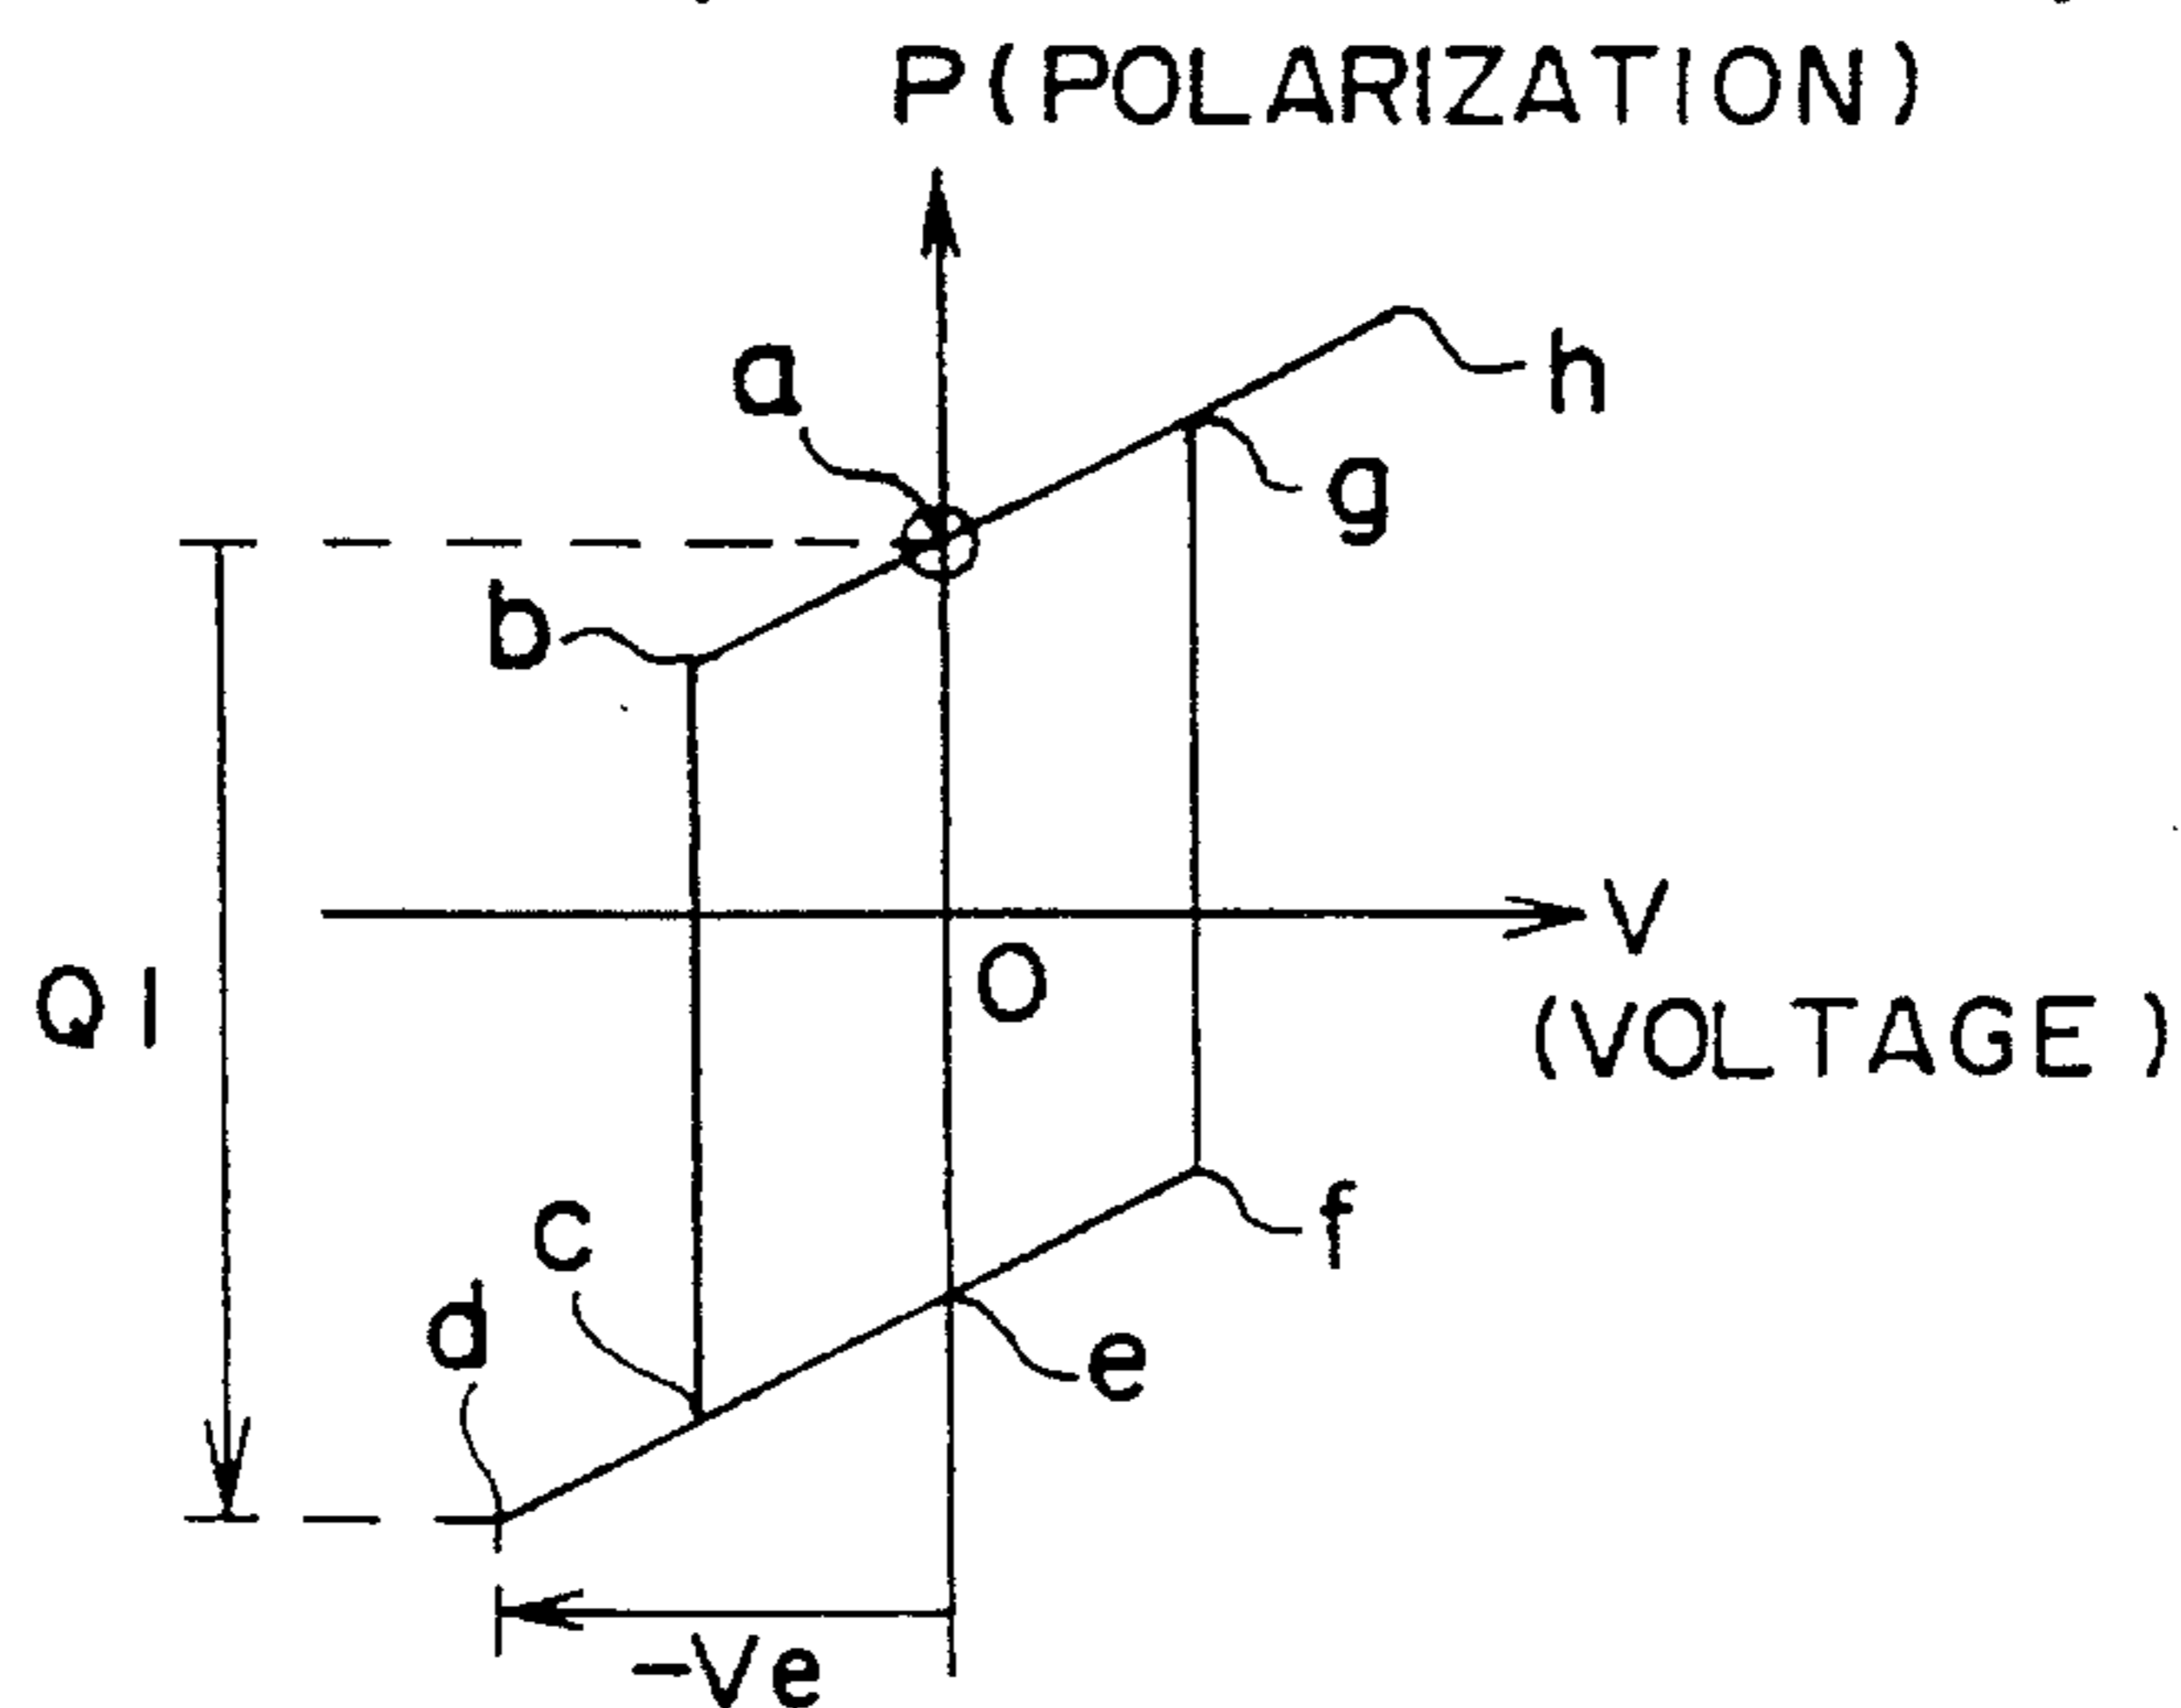 P(POLARIZATION)
a
h
g
b
V
O
(VOLTAGE)
Q1
c
f
d
e
-Ve